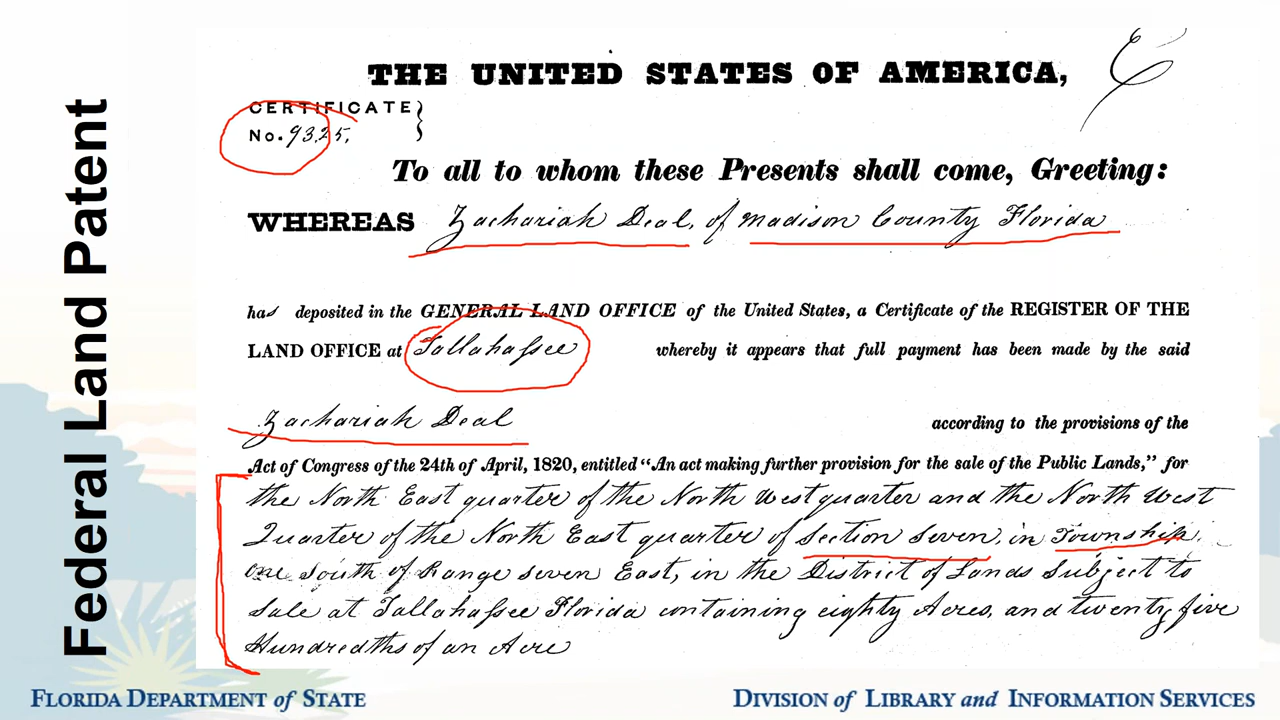 Federal Land Patent
THE UNITED STATES OF AMERICA,
CERTIFICATE
No. 9325.
To all to whom these Presents shall come, Greeting:
WHEREAS Zachariah Deal, of Madison County Florida
has deposited in the GENERAL LAND OFFICE of the United States, a Certificate of the REGISTER OF THE
LAND OFFICE at Tallahassee whereby it appears that full payment has been made by the said
Zachariah Deal according to the provisions of the
Act of Congress of the 24th of April, 1820, entitled "An act making further provision for the sale of the Public Lands," for
the North East quarter of the North West quarter and the North West
Quarter of the North East quarter of Section seven, in Township
one South of Range seven East, in the District of Lands Subject to
Sale at Tallahassee Florida containing eighty Acres, and twenty five
Hundredths of an Acre
FLORIDA DEPARTMENT of STATE
DIVISION of LIBRARY and INFORMATION SERVICES